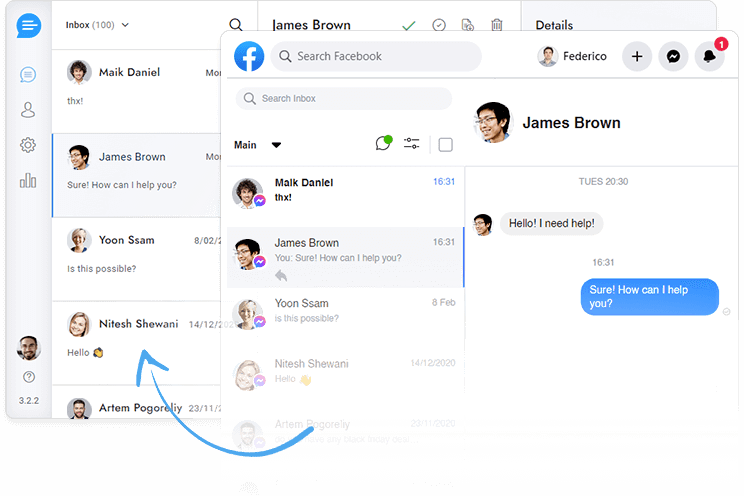 Inbox (100)
James Brown
Details
Maik Daniel
Mo
thx!
James Brown
Mo
Sure! How can I help you?
Yoon Ssam
8/02
Is this possible?
Nitesh Shewani
14/12/2020
Hello
Artem Pogoreliy
23/11
3.2.2
Search Facebook
Federico
1
Search Inbox
Main
Maik Daniel
16:31
thx!
James Brown
16:31
You: Sure! How can I help you?
Yoon Ssam
8 Feb
is this possible?
Nitesh Shewani
14/12/2020
Hello
Artem Pogoreliy
23/11/2020
James Brown
TUES 20:30
Hello! I need help!
16:31
Sure! How can I help
you?